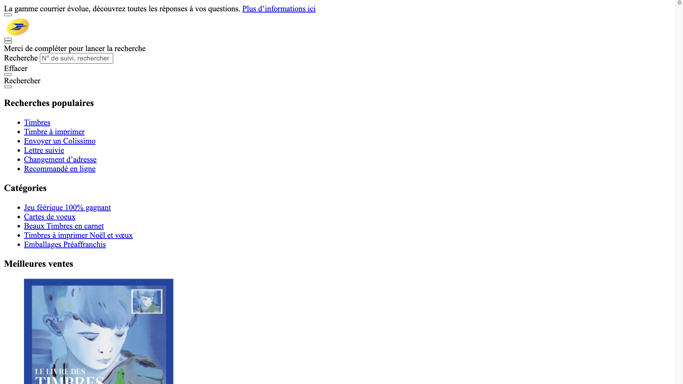 La gamme courrier évolue, découvrez toutes les réponses à vos questions. Plus d’informations ici
Merci de compléter pour lancer la recherche
Recherche N° de suivi, rechercher
Effacer
Rechercher
Recherches populaires
Timbres
Timbre à imprimer
Envoyer un Colissimo
Lettre suivie
Changement d’adresse
Recommandé en ligne
Catégories
Jeu féérique 100% gagnant
Cartes de voeux
Beaux Timbres en carnet
Timbres à imprimer Noël et vœux
Emballages Préaffranchis
Meilleures ventes
LE LIVRE DES
TIMBRES